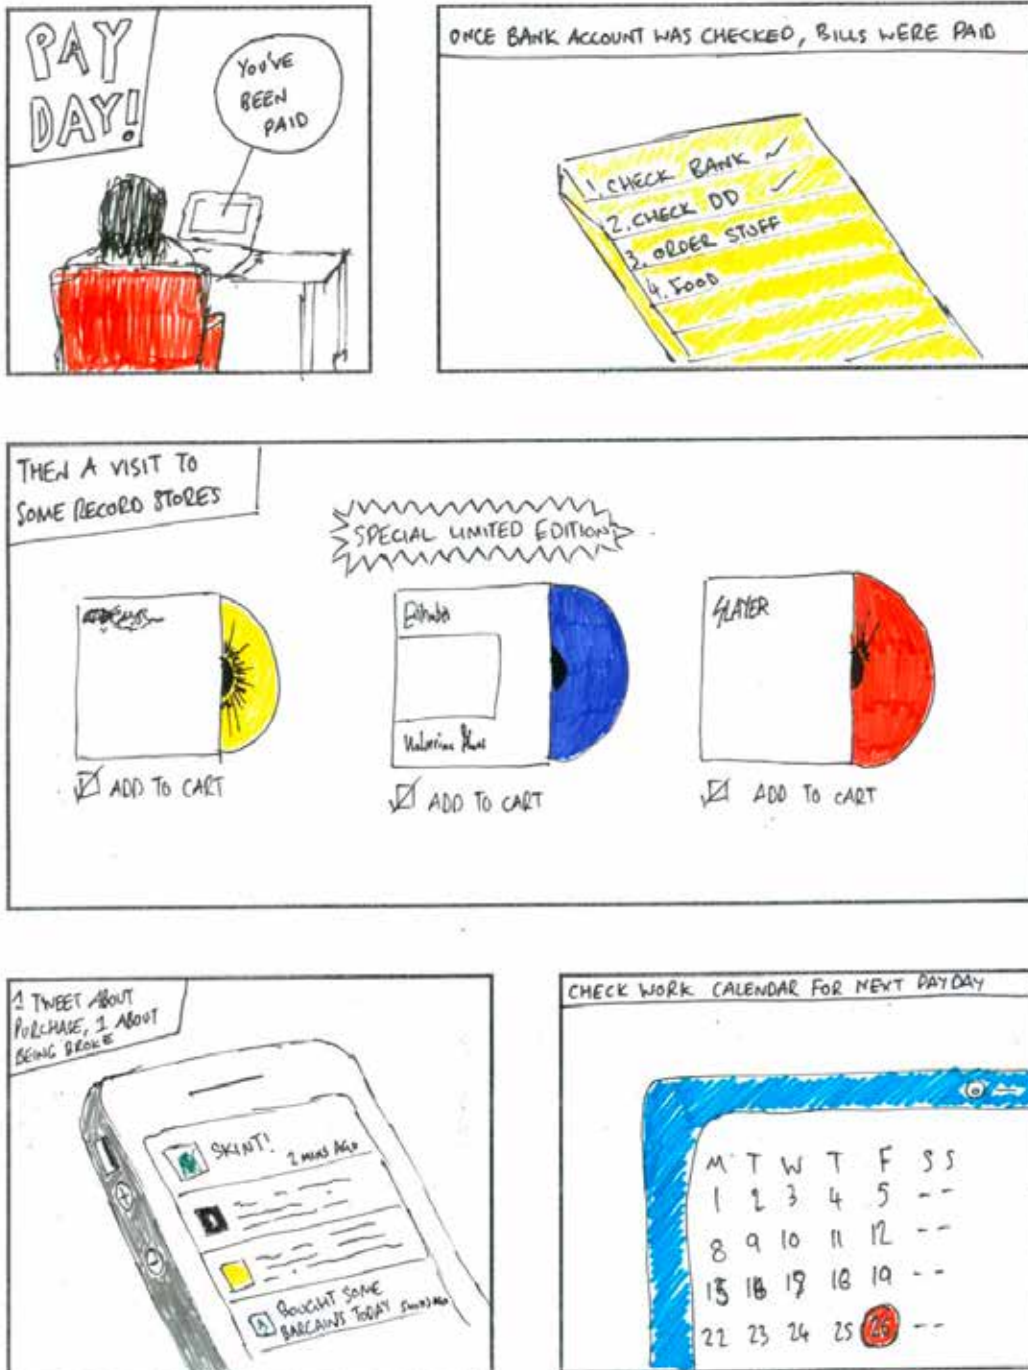 PAY
DAY!
YOU'VE
BEEN
PAID
ONCE BANK ACCOUNT WAS CHECKED, BILLS WERE PAID
1. CHECK BANK ✓
2. CHECK DD ✓
3. ORDER STUFF
4. FOOD
THEN A VISIT TO
SOME RECORD STORES
SPECIAL LIMITED EDITION
SLAYER
ADD TO CART
ADD TO CART
ADD TO CART
1 TWEET ABOUT
PURCHASE, 1 ABOUT
BEING BROKE
SKINT!
2 MINS AGO
BOUGHT SOME
BARGAINS TODAY
CHECK WORK CALENDAR FOR NEXT PAYDAY
M T W T F S S
1 2 3 4 5 - -
8 9 10 11 12 - -
15 16 17 18 19 - -
22 23 24 25 26 - -